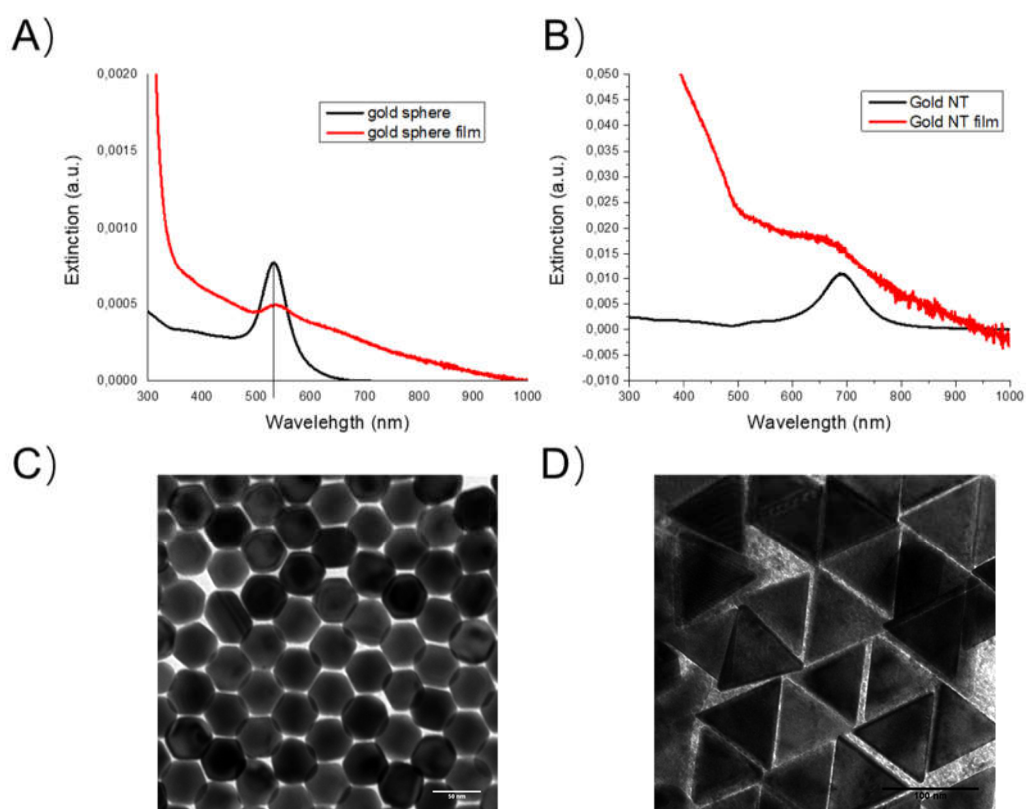 A)
0,0020
0,0015
0,0010
0,0005
0,0000
Extinction (a.u.)
gold sphere
gold sphere film
300 400 500 600 700 800 900 1000
Wavelehgth (nm)
B)
0,050
0,045
0,040
0,035
0,030
0,025
0,020
0,015
0,010
0,005
0,000
-0,005
-0,010
Extinction (a.u.)
Gold NT
Gold NT film
300 400 500 600 700 800 900 1000
Wavelength (nm)
C)
50 nm
D)
100 nm